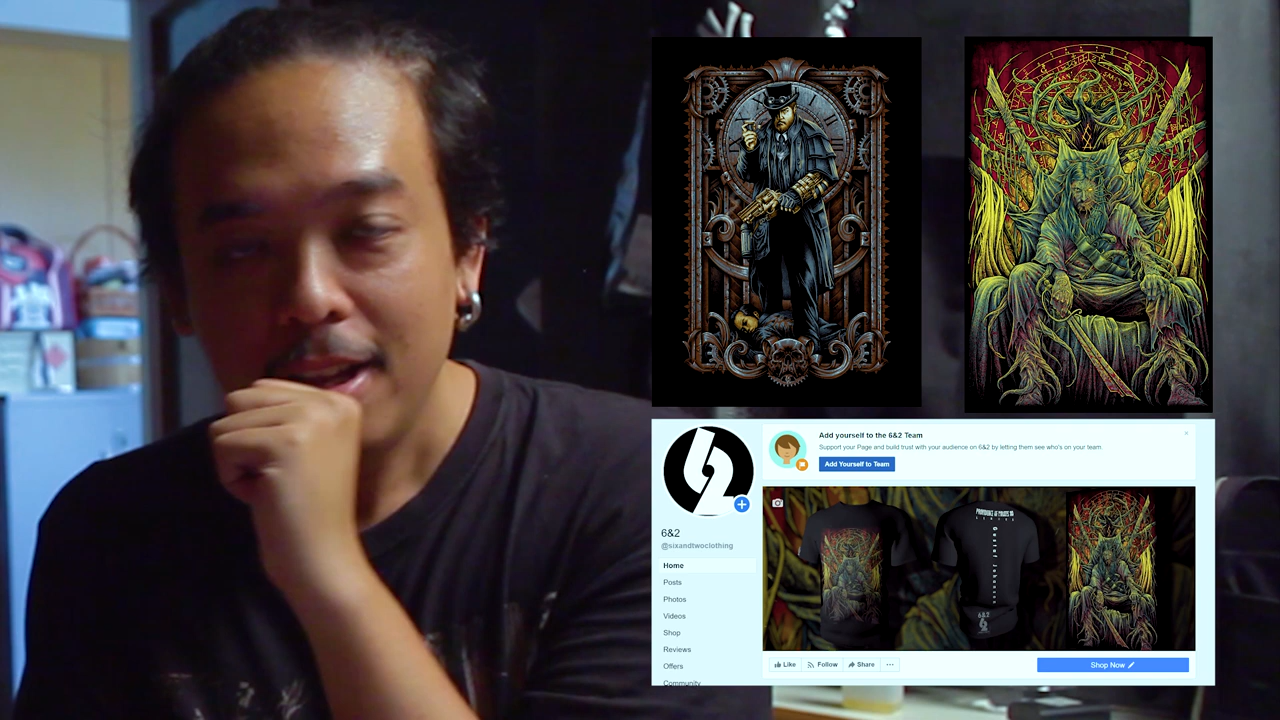 Add yourself to the 6&2 Team
Support your Page and build trust with your audience on 6&2 by letting them see who's on your team.
Add Yourself to Team
6&2
@sixandtwoclothing
Home
Posts
Photos
Videos
Shop
Reviews
Offers
Community
6&2
Like
Follow
Share
Shop Now